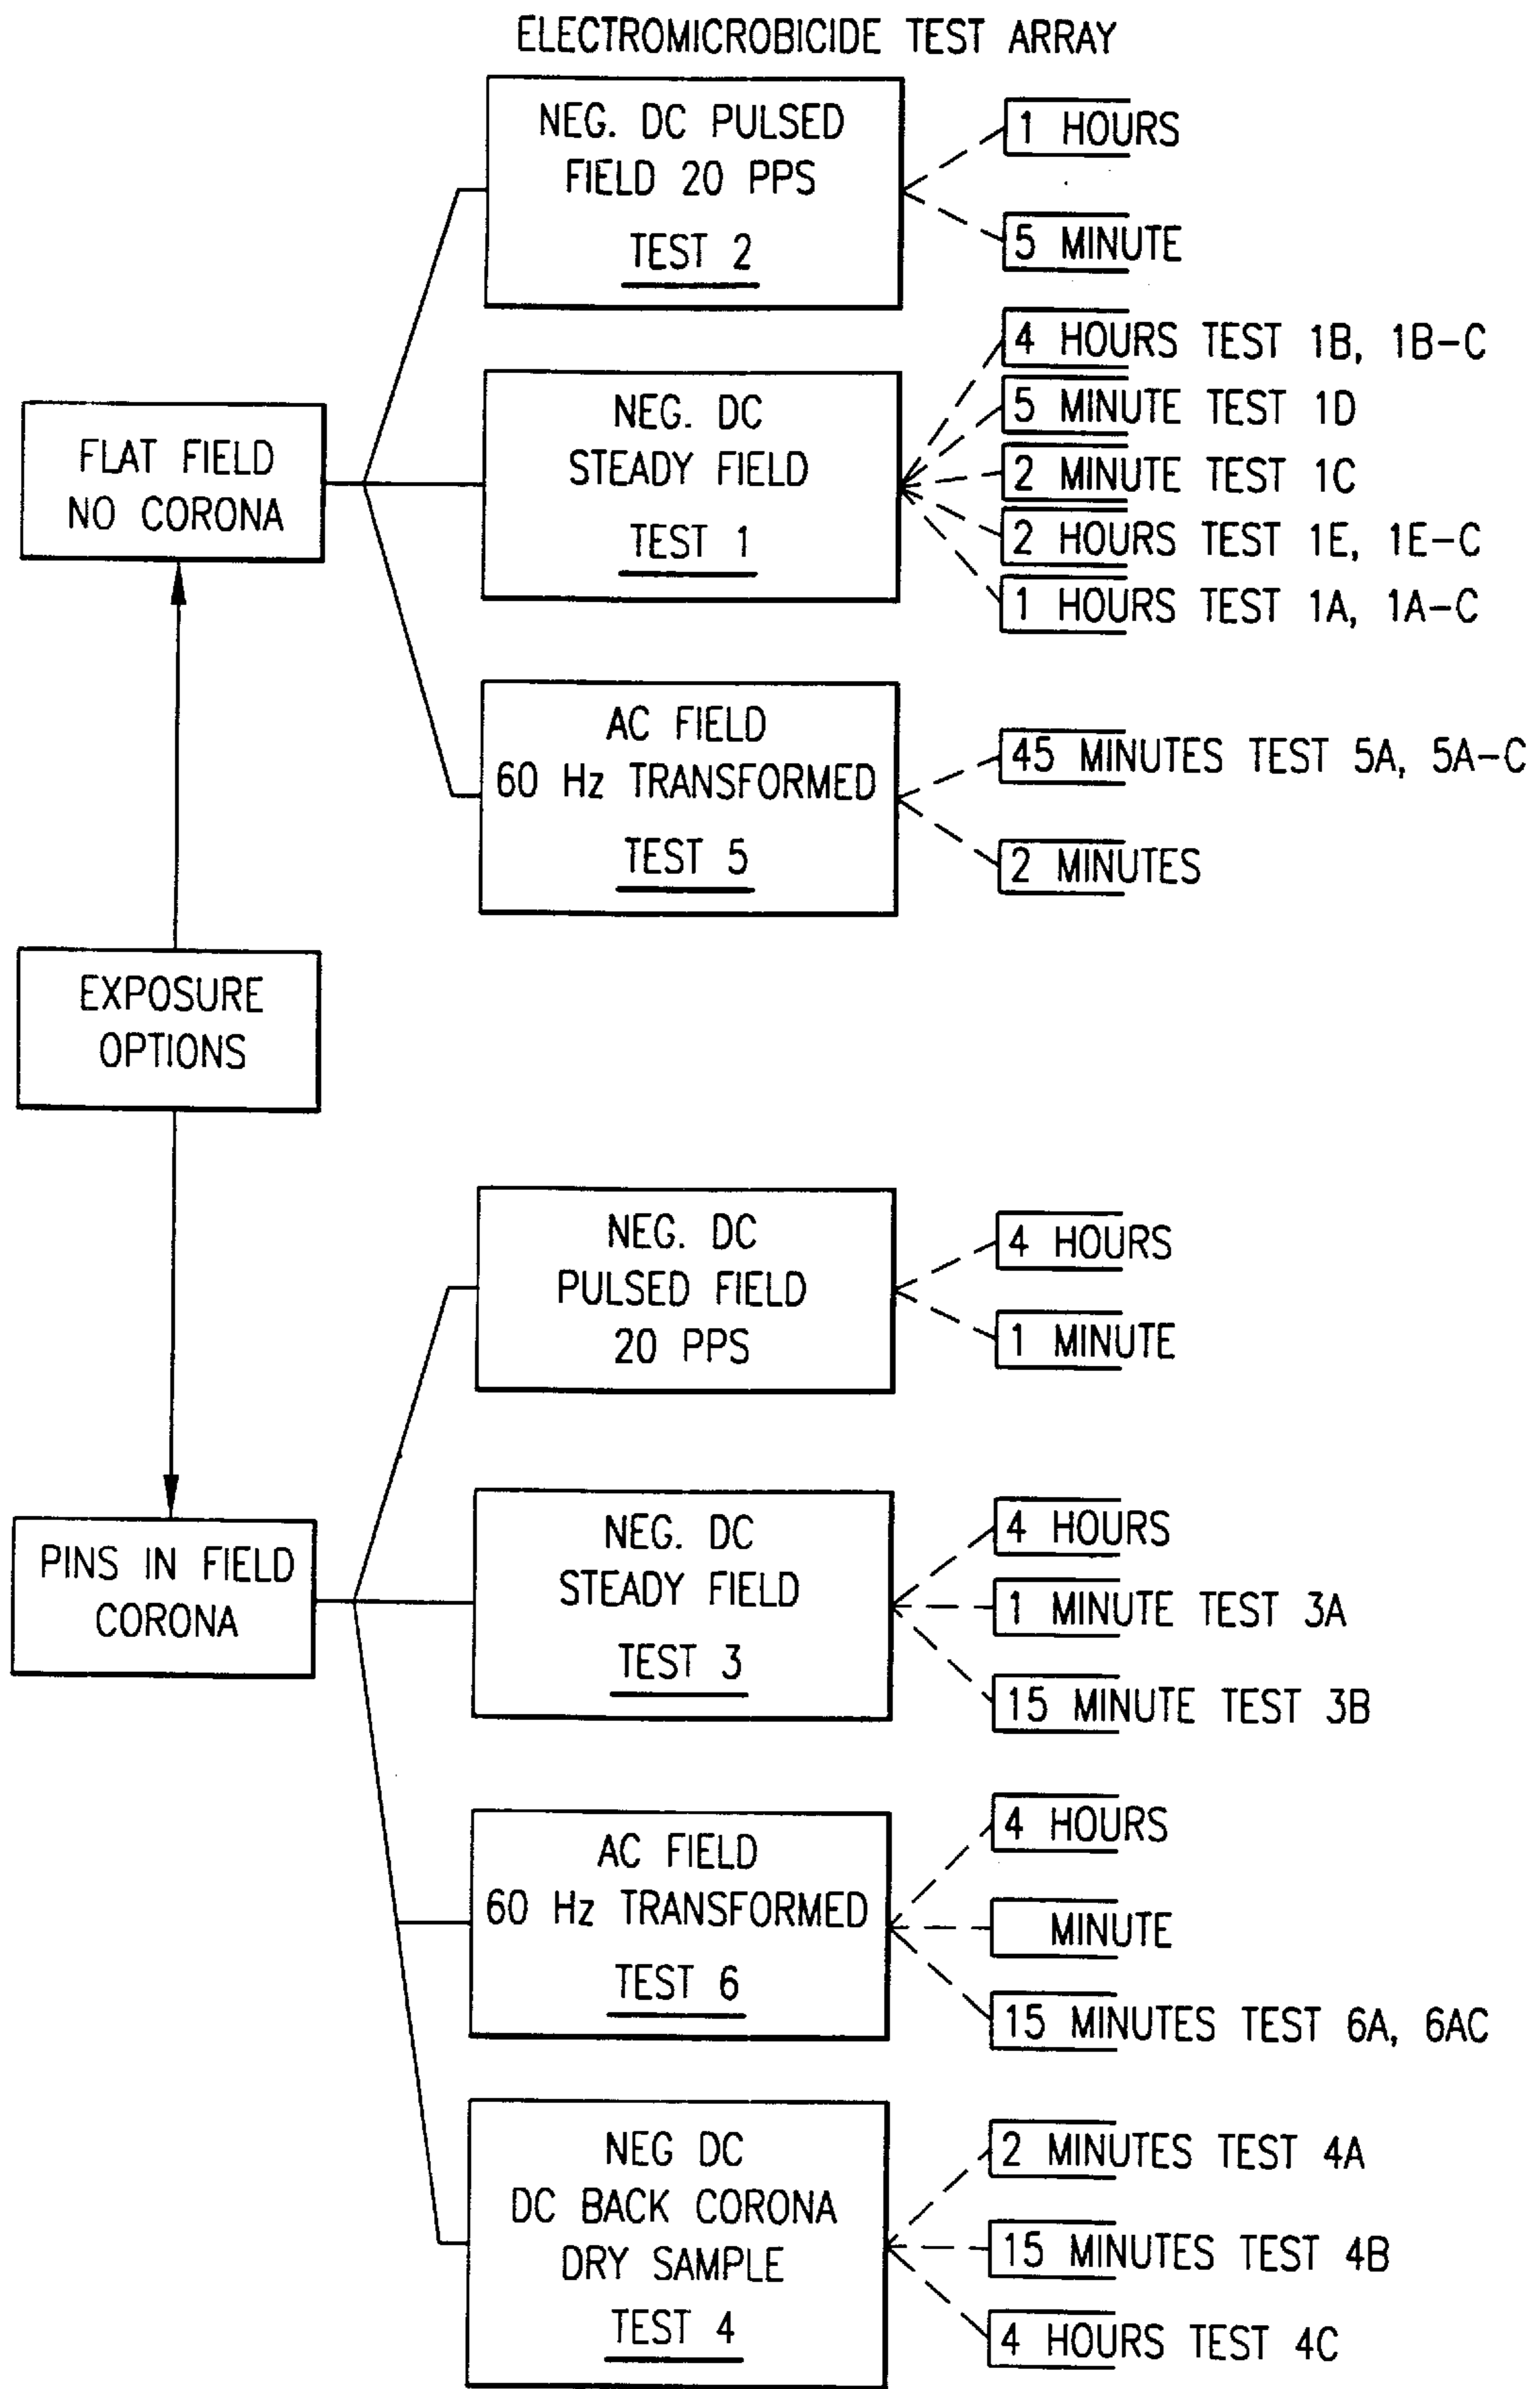 ELECTROMICROBICIDE TEST ARRAY
NEG. DC PULSED
FIELD 20 PPS
TEST 2
1 HOURS
5 MINUTE
FLAT FIELD
NO CORONA
NEG. DC
STEADY FIELD
TEST 1
4 HOURS TEST 1B, 1B-C
5 MINUTE TEST 1D
2 MINUTE TEST 1C
2 HOURS TEST 1E, 1E-C
1 HOURS TEST 1A, 1A-C
AC FIELD
60 Hz TRANSFORMED
TEST 5
45 MINUTES TEST 5A, 5A-C
2 MINUTES
EXPOSURE
OPTIONS
NEG. DC
PULSED FIELD
20 PPS
4 HOURS
1 MINUTE
PINS IN FIELD
CORONA
NEG. DC
STEADY FIELD
TEST 3
4 HOURS
1 MINUTE TEST 3A
15 MINUTE TEST 3B
AC FIELD
60 Hz TRANSFORMED
TEST 6
4 HOURS
MINUTE
15 MINUTES TEST 6A, 6AC
NEG DC
DC BACK CORONA
DRY SAMPLE
TEST 4
2 MINUTES TEST 4A
15 MINUTES TEST 4B
4 HOURS TEST 4C